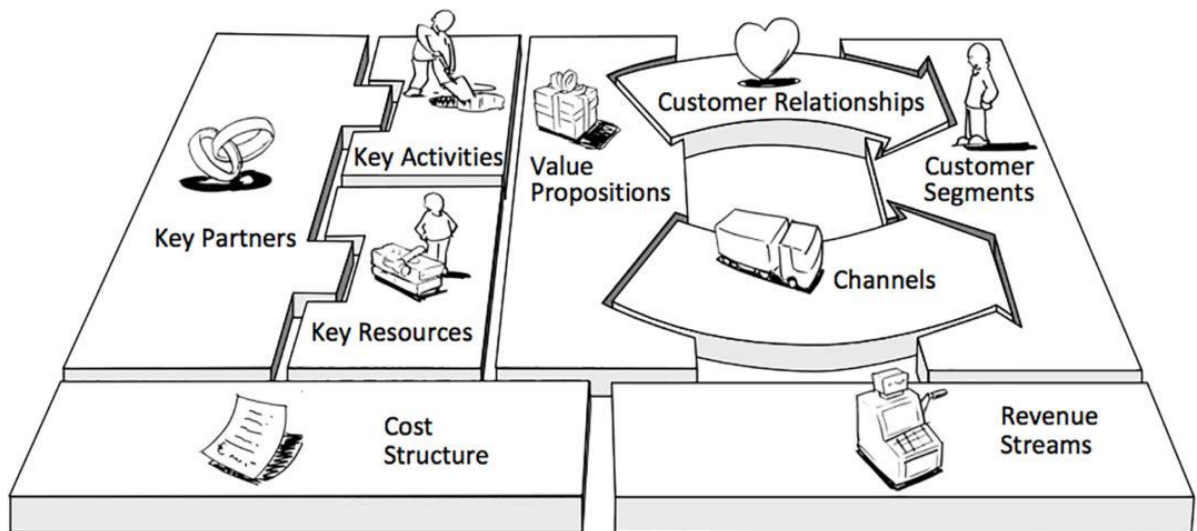 Key Partners
Key Activities
Key Resources
Value
Propositions
Customer Relationships
Channels
Customer
Segments
Cost
Structure
Revenue
Streams